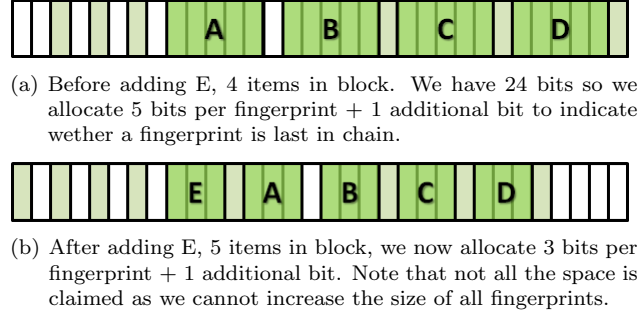 A B C D
(a) Before adding E, 4 items in block. We have 24 bits so we
allocate 5 bits per fingerprint + 1 additional bit to indicate
wether a fingerprint is last in chain.
E A B C D
(b) After adding E, 5 items in block, we now allocate 3 bits per
fingerprint + 1 additional bit. Note that not all the space is
claimed as we cannot increase the size of all fingerprints.